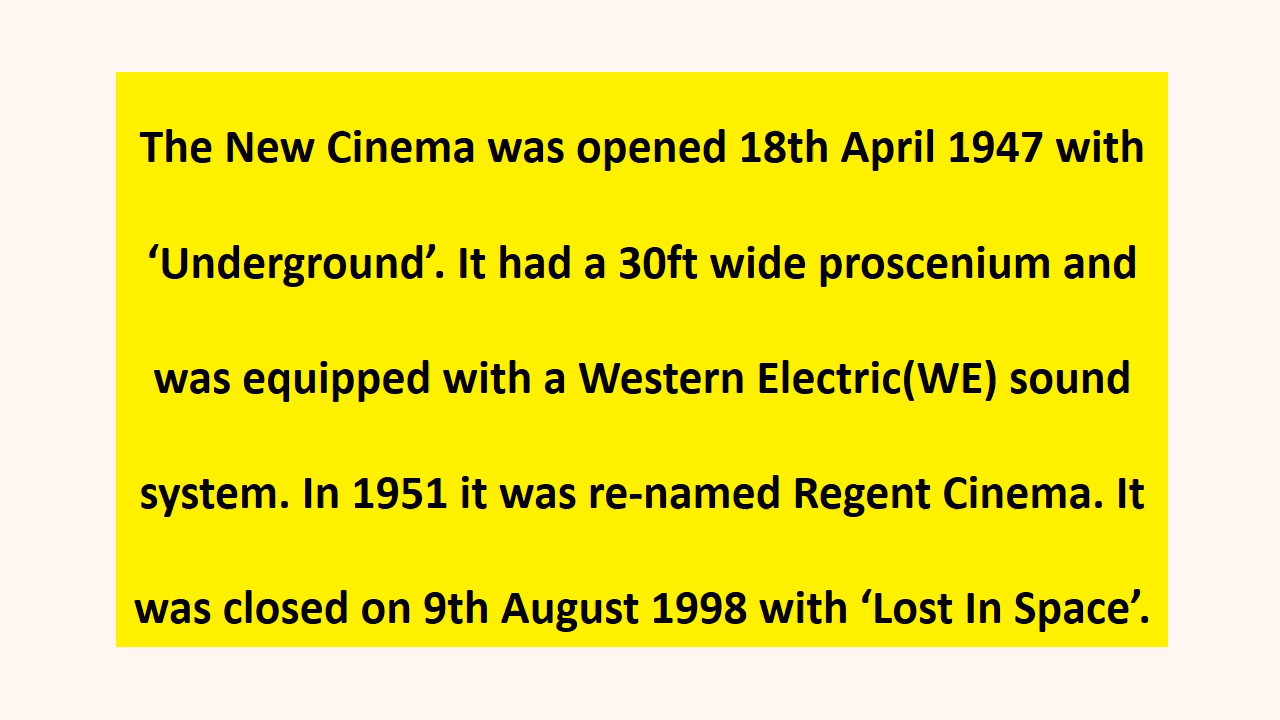 The New Cinema was opened 18th April 1947 with
‘Underground’. It had a 30ft wide proscenium and
was equipped with a Western Electric(WE) sound
system. In 1951 it was re-named Regent Cinema. It
was closed on 9th August 1998 with ‘Lost In Space’.